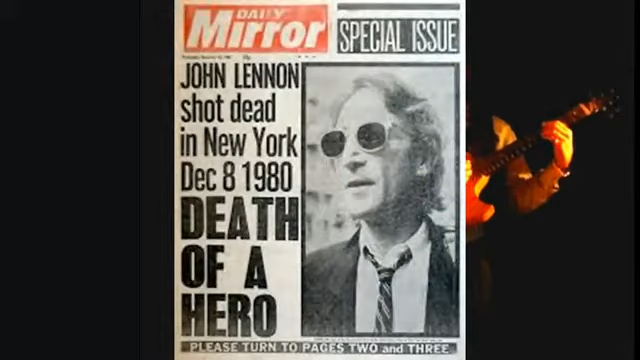 DAILY
Mirror
SPECIAL ISSUE
JOHN LENNON
shot dead
in New York
Dec 8 1980
DEATH
OF A
HERO
PLEASE TURN TO PAGES TWO and THREE